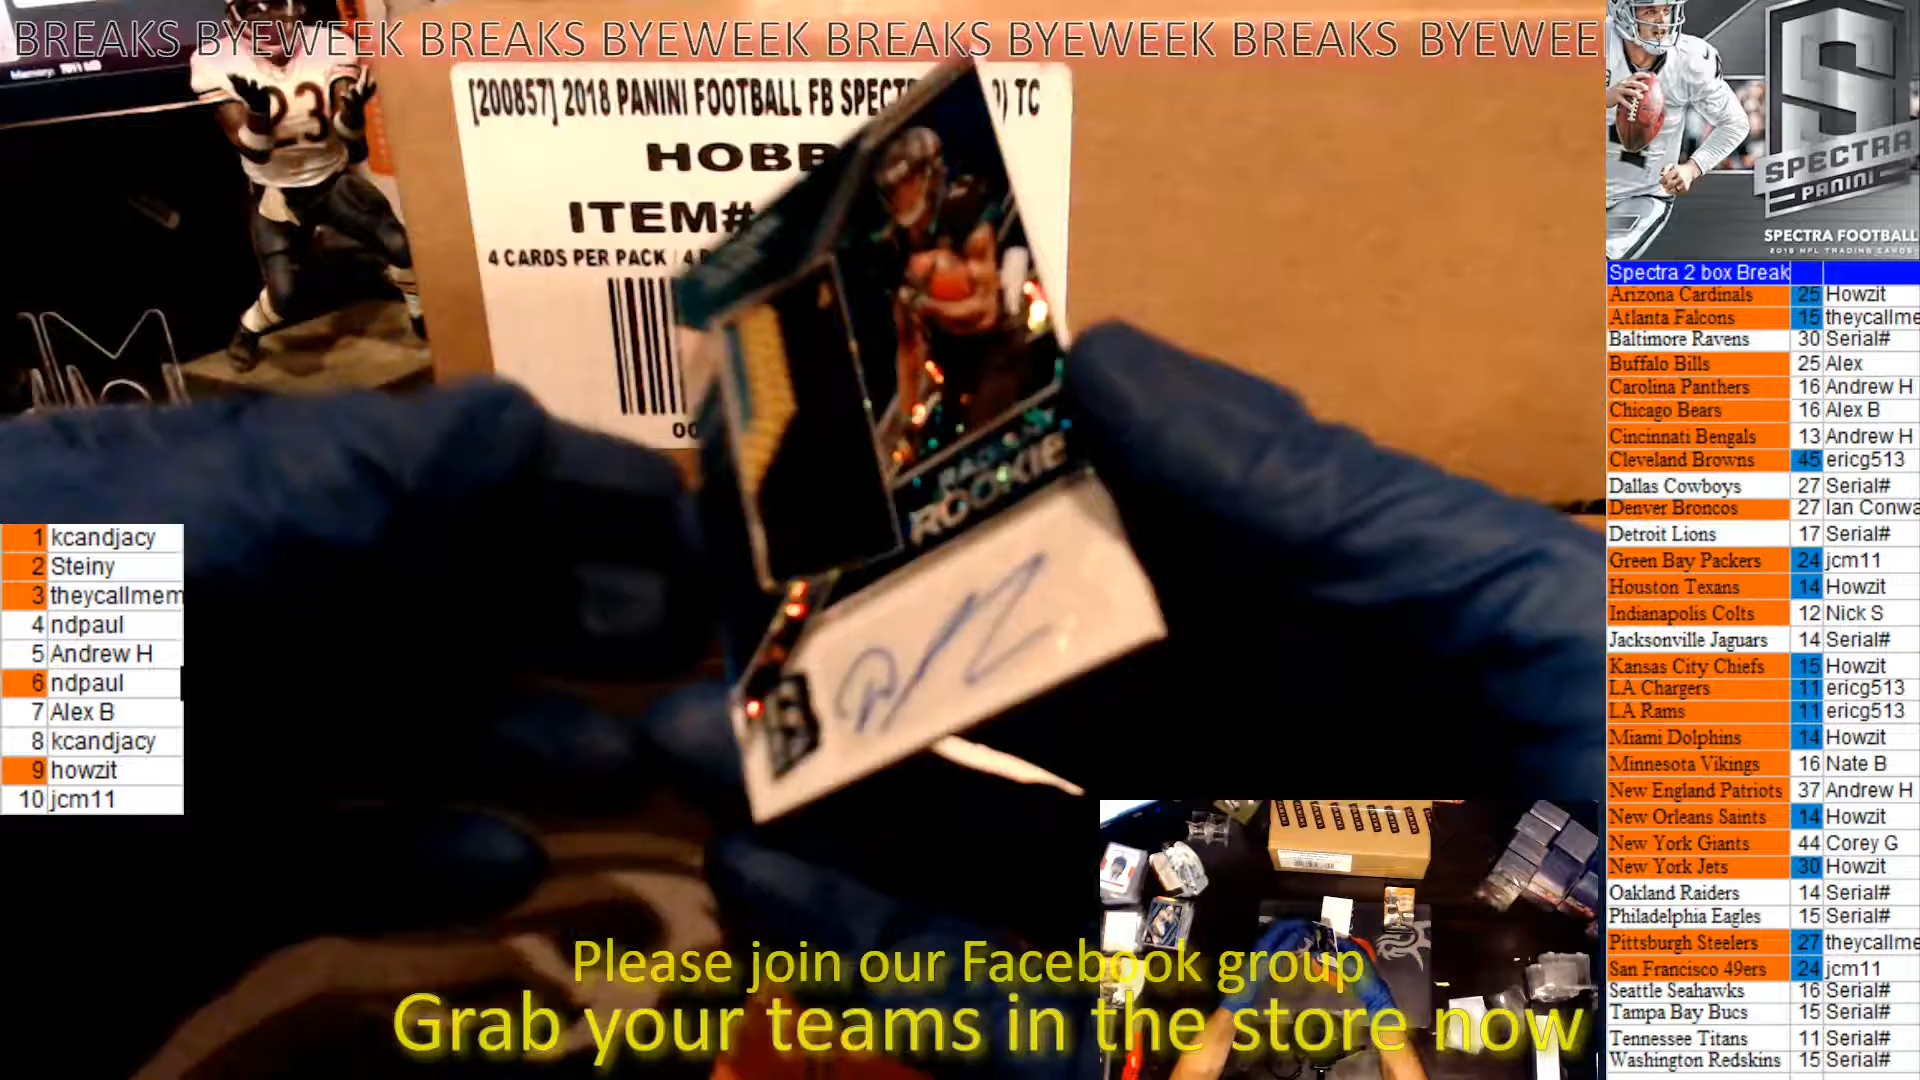 BREAKS BYEWEEK BREAKS BYEWEEK BREAKS BYEWEEK BREAKS BYEWEE
[200857] 2018 PANINI FOOTBALL FB SPECT ) TC
HOBB
ITEM#
4 CARDS PER PACK / 4
00
23
ROOKIE
SPECTRA
PANINI
SPECTRA FOOTBALL
2018 NFL TRADING CARDS
Spectra 2 box Break
Arizona Cardinals 25 Howzit
Atlanta Falcons 15 theycallme
Baltimore Ravens 30 Serial#
Buffalo Bills 25 Alex
Carolina Panthers 16 Andrew H
Chicago Bears 16 Alex B
Cincinnati Bengals 13 Andrew H
Cleveland Browns 45 ericg513
Dallas Cowboys 27 Serial#
Denver Broncos 27 Ian Conwa
Detroit Lions 17 Serial#
Green Bay Packers 24 jcm11
Houston Texans 14 Howzit
Indianapolis Colts 12 Nick S
Jacksonville Jaguars 14 Serial#
Kansas City Chiefs 15 Howzit
LA Chargers 11 ericg513
LA Rams 11 ericg513
Miami Dolphins 14 Howzit
Minnesota Vikings 16 Nate B
New England Patriots 37 Andrew H
New Orleans Saints 14 Howzit
New York Giants 44 Corey G
New York Jets 30 Howzit
Oakland Raiders 14 Serial#
Philadelphia Eagles 15 Serial#
Pittsburgh Steelers 27 theycallme
San Francisco 49ers 24 jcm11
Seattle Seahawks 16 Serial#
Tampa Bay Bucs 15 Serial#
Tennessee Titans 11 Serial#
Washington Redskins 15 Serial#
1 kcandjacy
2 Steiny
3 theycallmem
4 ndpaul
5 Andrew H
6 ndpaul
7 Alex B
8 kcandjacy
9 howzit
10 jcm11
Please join our Facebook group
Grab your teams in the store now